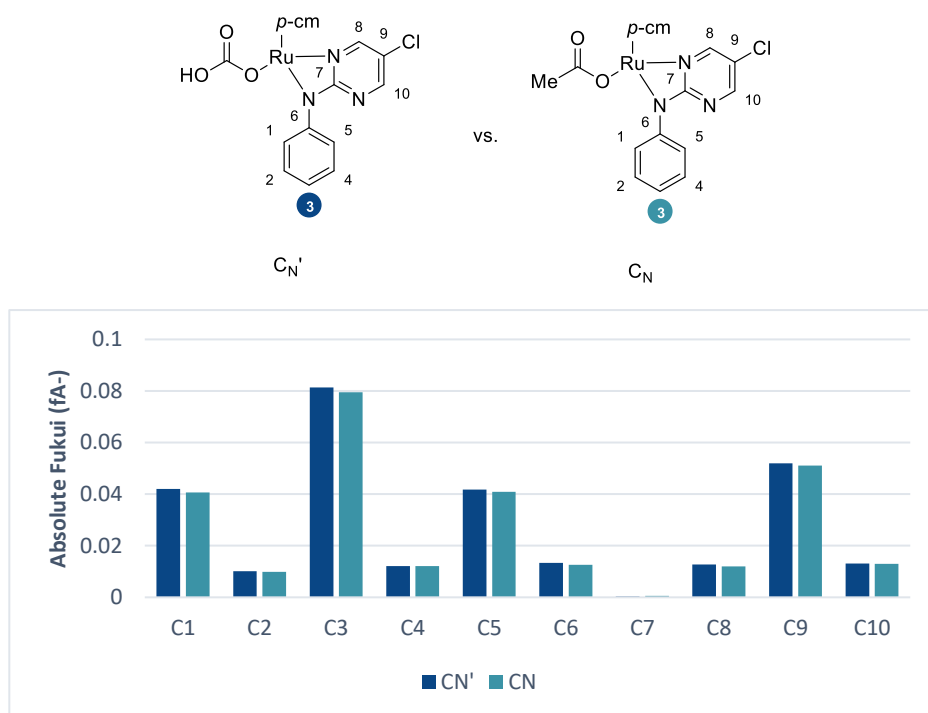 p-cm
O
Ru
N
8
9
Cl
HO
O
7
N
10
N
6
1
5
2
4
3
C_N'
vs.
p-cm
O
Ru
N
8
9
Cl
Me
O
7
N
10
N
6
1
5
2
4
3
C_N
Absolute Fukui (fA-)
0.1
0.08
0.06
0.04
0.02
0
C1 C2 C3 C4 C5 C6 C7 C8 C9 C10
CN' CN